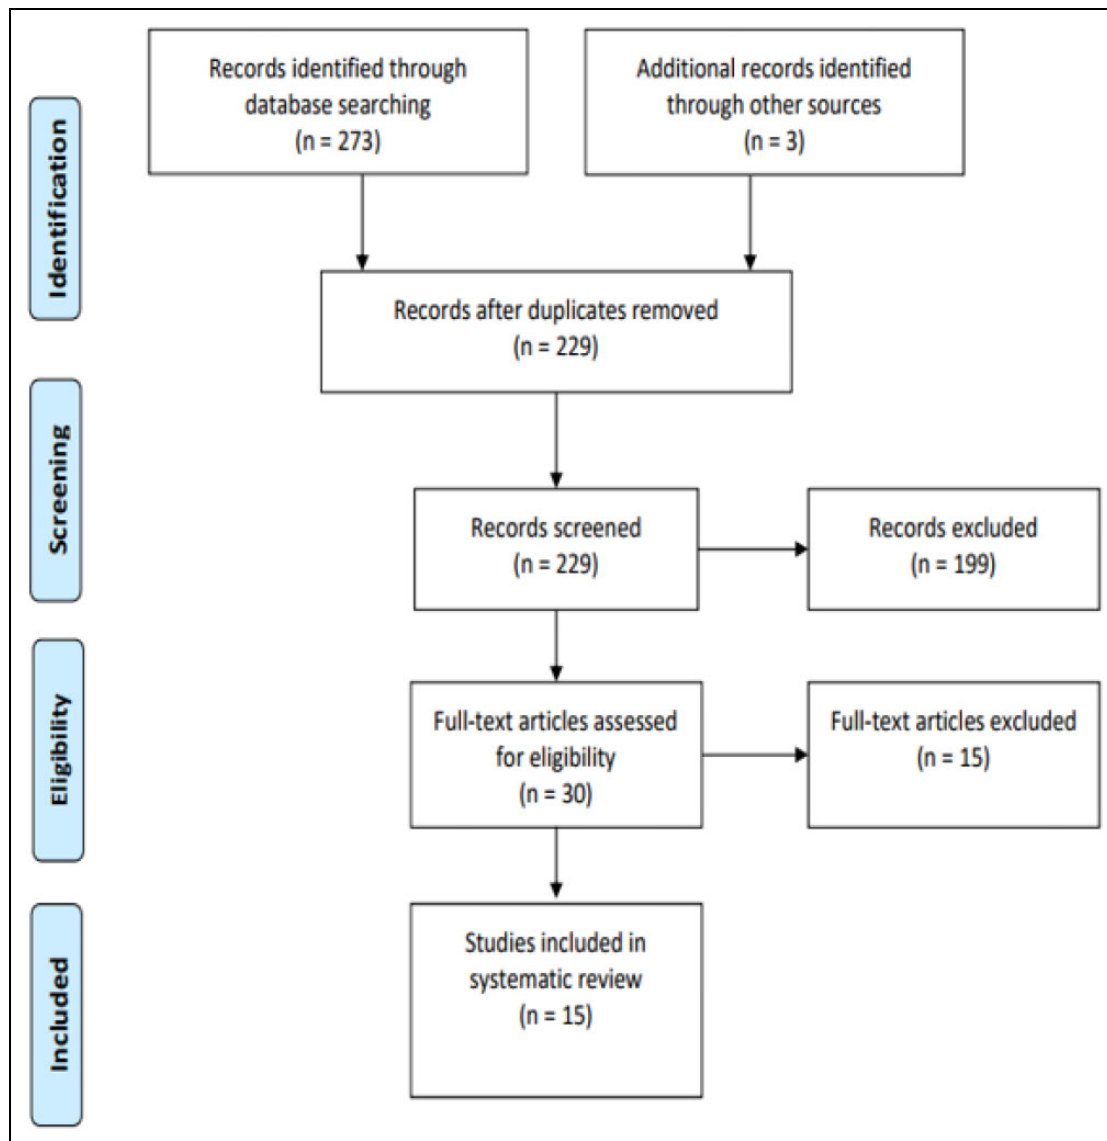 Identification
Records identified through
database searching
(n = 273)
Additional records identified
through other sources
(n = 3)
Records after duplicates removed
(n = 229)
Screening
Records screened
(n = 229)
Records excluded
(n = 199)
Eligibility
Full-text articles assessed
for eligibility
(n = 30)
Full-text articles excluded
(n = 15)
Included
Studies included in
systematic review
(n = 15)